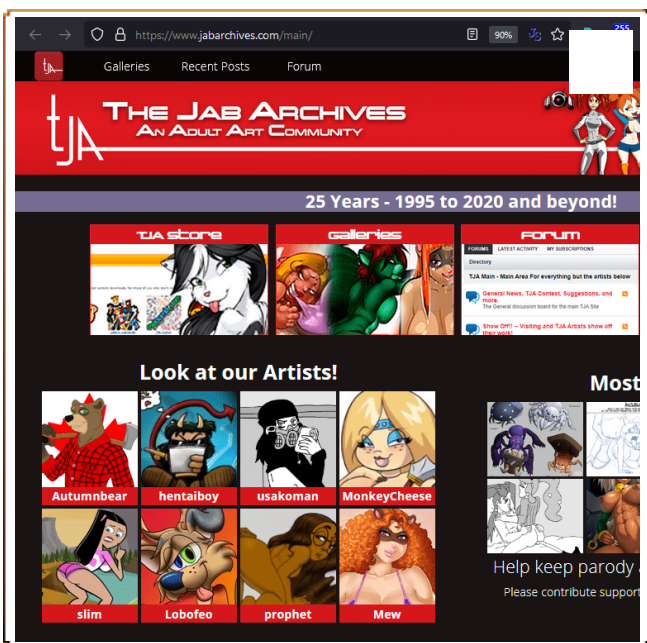 https://www.jabarchives.com/main/
90%
255
tJA
Galleries Recent Posts Forum
tJA
The Jab Archives
An Adult Art Community
25 Years - 1995 to 2020 and beyond!
TJA Store
Galleries
Forum
FORUMS LATEST ACTIVITY MY SUBSCRIPTIONS
Directory
TJA Main - Main Area For everything but the artists below
General News, TJA Contest, Suggestions, and
more.
The General discussion board for the main TJA Site
Show Off!! -- Visiting and TJA Artists show off
their work!
Look at our Artists!
Most
Autumnbear
hentaiboy
usakoman
MonkeyCheese
slim
Lobofeo
prophet
Mew
Help keep parody
Please contribute support